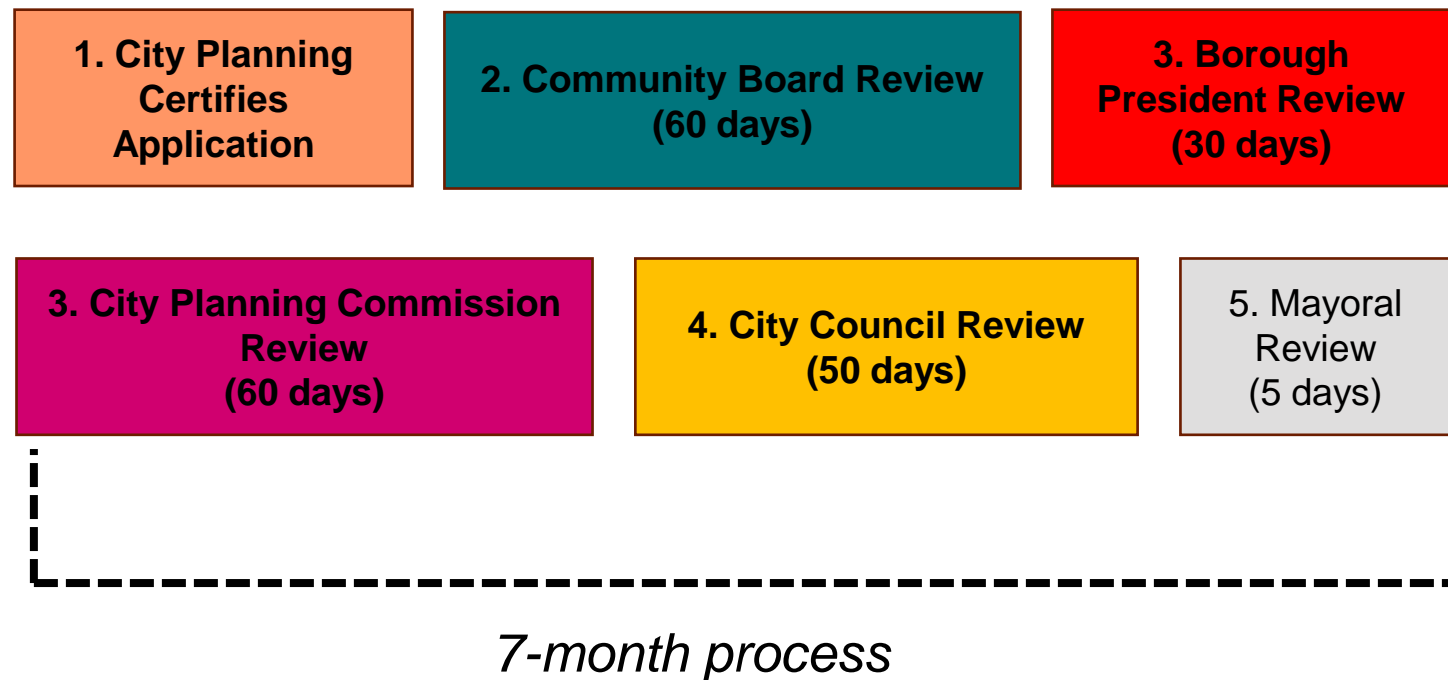 1. City Planning
Certifies
Application
2. Community Board Review
(60 days)
3. Borough
President Review
(30 days)
3. City Planning Commission
Review
(60 days)
4. City Council Review
(50 days)
5. Mayoral
Review
(5 days)
7-month process